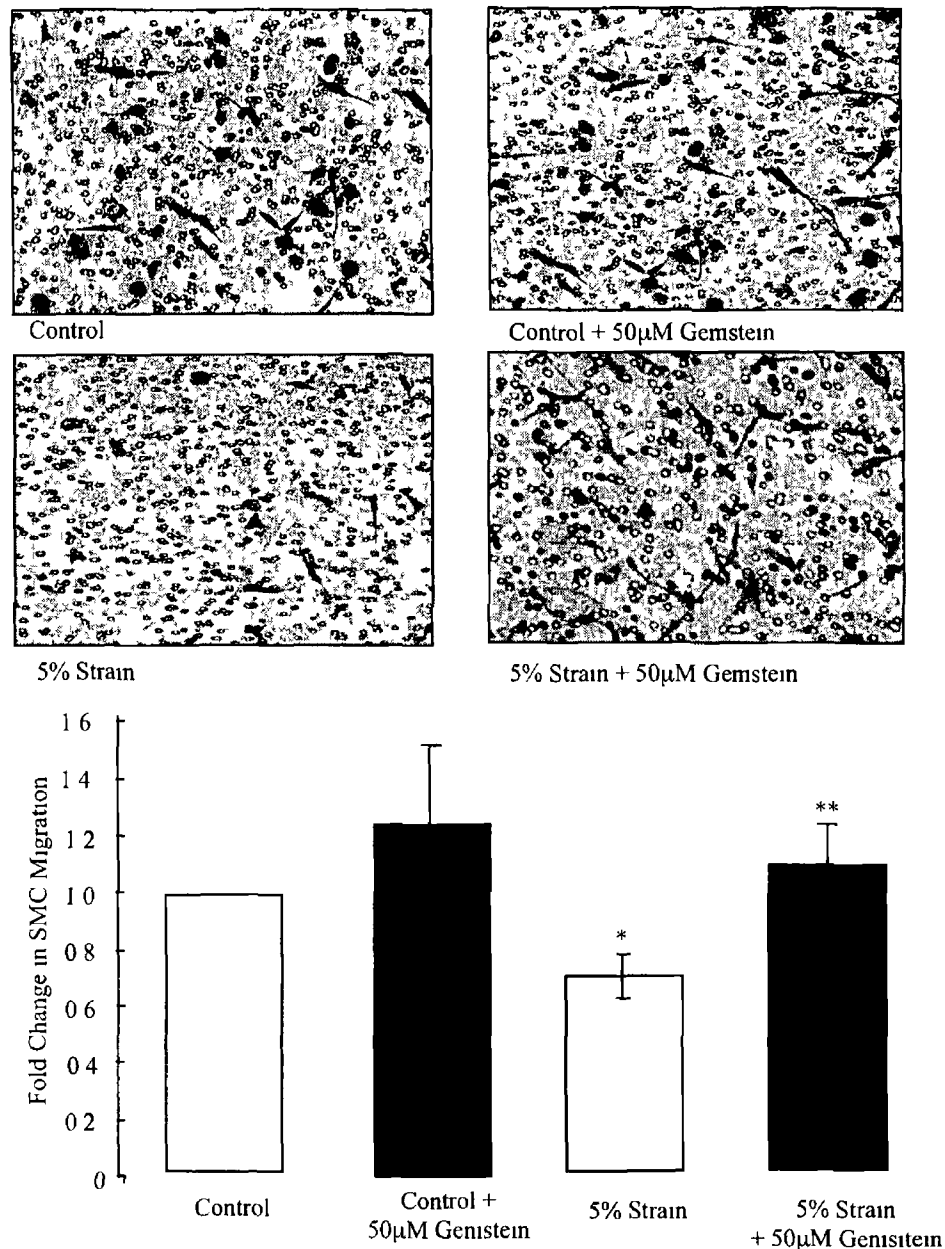 Control
Control + 50μM Gemstein
5% Strain
5% Strain + 50μM Gemstein
Fold Change in SMC Migration
1 6
1 4
1 2
1 0
0 8
0 6
0 4
0 2
0
*
**
Control
Control +
50μM Genistein
5% Strain
5% Strain
+ 50μM Genisitein